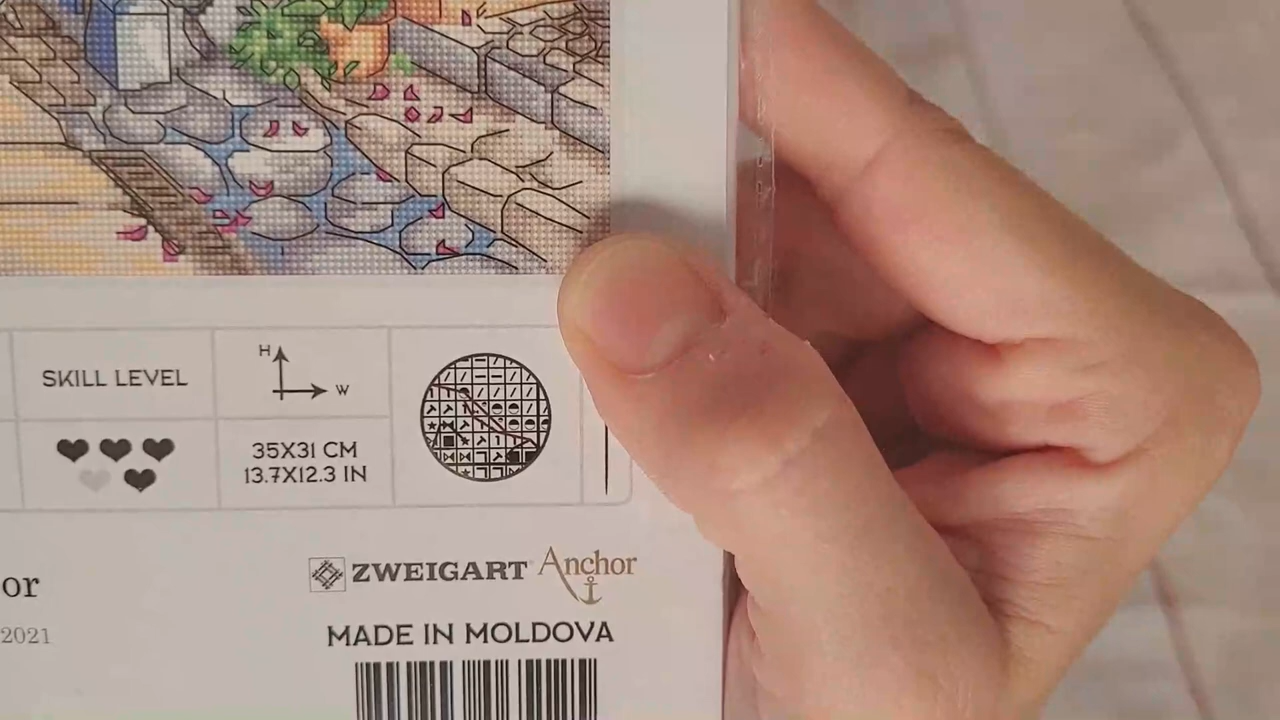 SKILL LEVEL
H
W
35X31 CM
13.7X12.3 IN
ZWEIGART
Anchor
or
2021
MADE IN MOLDOVA